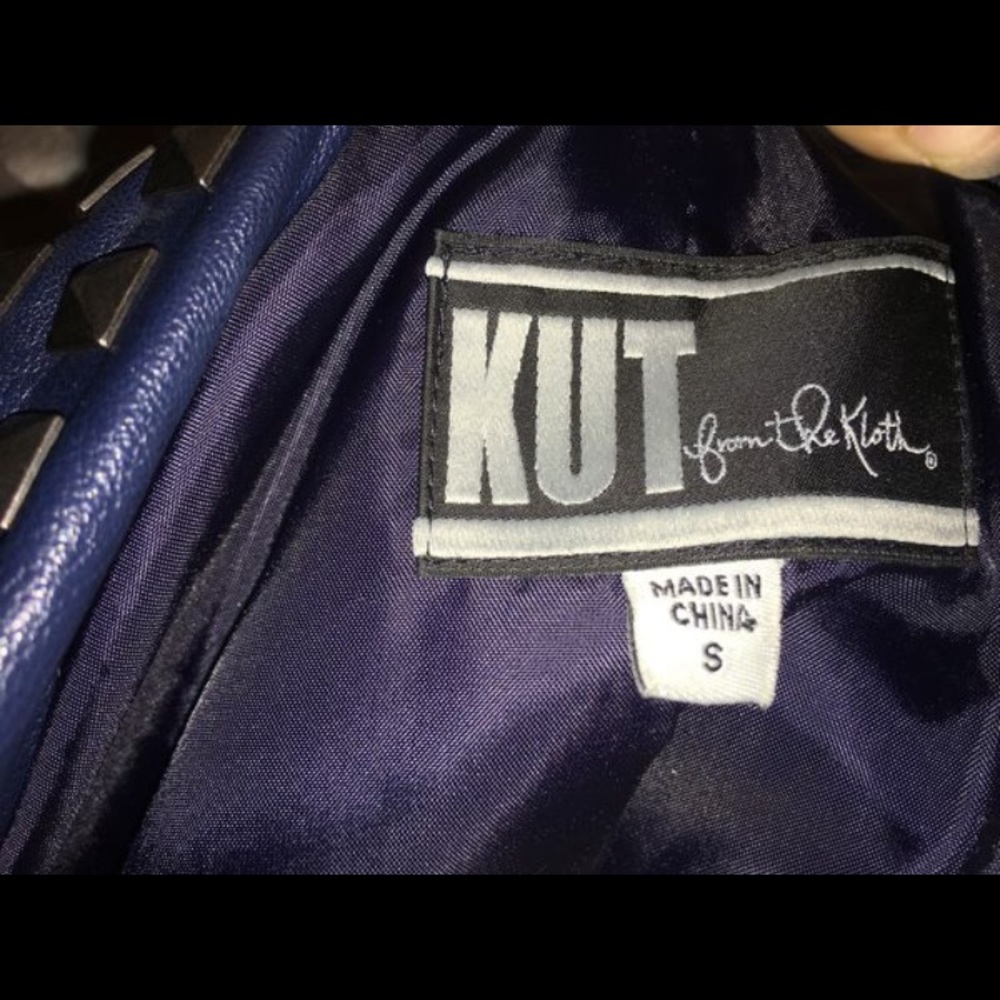 KUT from the Kloth®
MADE IN
CHINA
S